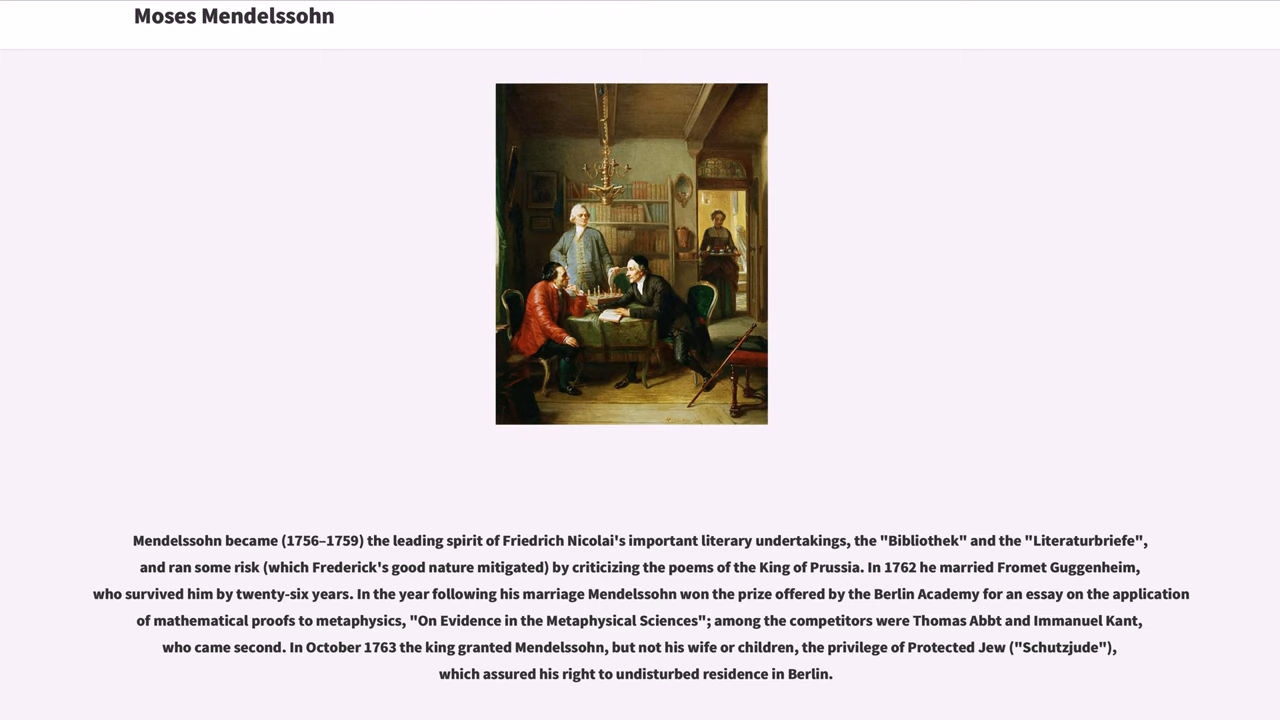 Moses Mendelssohn
Mendelssohn became (1756–1759) the leading spirit of Friedrich Nicolai's important literary undertakings, the "Bibliothek" and the "Literaturbriefe",
and ran some risk (which Frederick's good nature mitigated) by criticizing the poems of the King of Prussia. In 1762 he married Fromet Guggenheim,
who survived him by twenty-six years. In the year following his marriage Mendelssohn won the prize offered by the Berlin Academy for an essay on the application
of mathematical proofs to metaphysics, "On Evidence in the Metaphysical Sciences"; among the competitors were Thomas Abbt and Immanuel Kant,
who came second. In October 1763 the king granted Mendelssohn, but not his wife or children, the privilege of Protected Jew ("Schutzjude"),
which assured his right to undisturbed residence in Berlin.